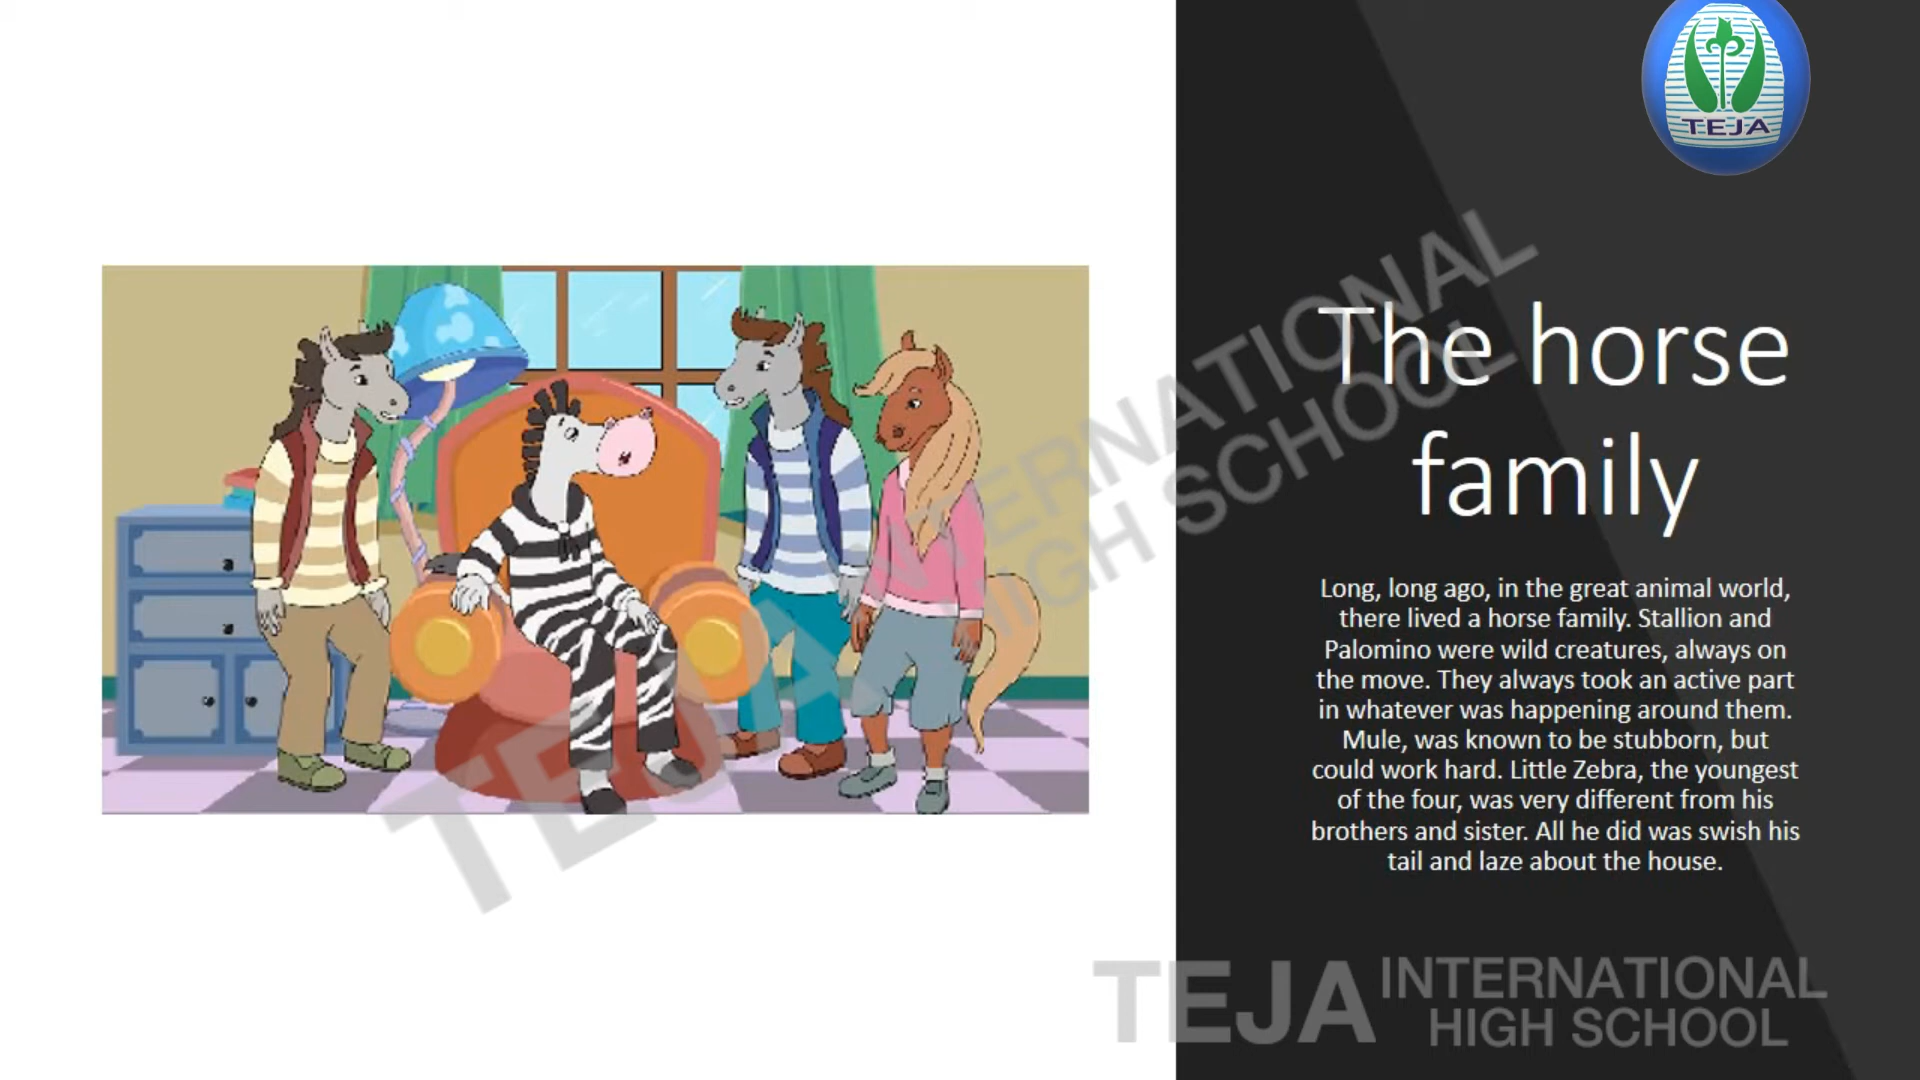 TEJA
The horse
family
Long, long ago, in the great animal world,
there lived a horse family. Stallion and
Palomino were wild creatures, always on
the move. They always took an active part
in whatever was happening around them.
Mule, was known to be stubborn, but
could work hard. Little Zebra, the youngest
of the four, was very different from his
brothers and sister. All he did was swish his
tail and laze about the house.
TEJA INTERNATIONAL
HIGH SCHOOL
TEJA INTERNATIONAL
HIGH SCHOOL